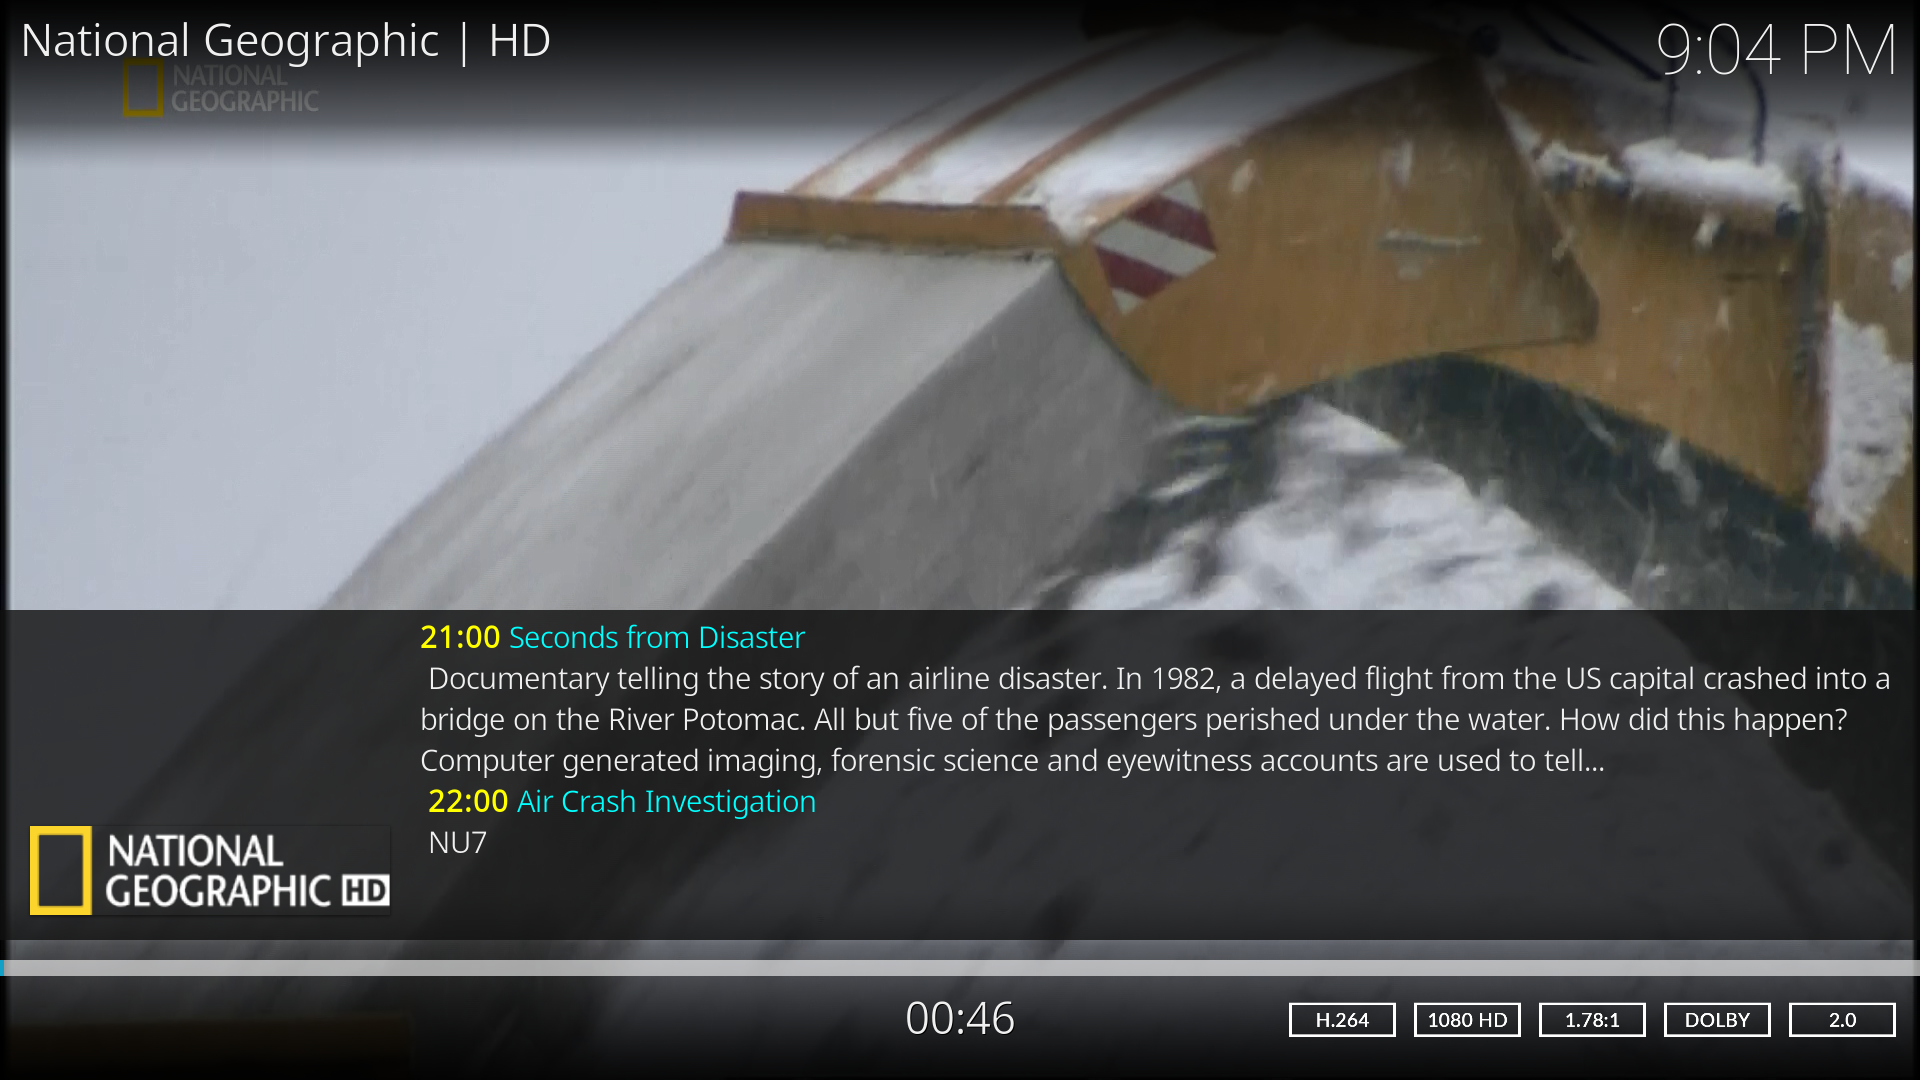 National Geographic | HD
9:04 PM
NATIONAL
GEOGRAPHIC
21:00 Seconds from Disaster
Documentary telling the story of an airline disaster. In 1982, a delayed flight from the US capital crashed into a
bridge on the River Potomac. All but five of the passengers perished under the water. How did this happen?
Computer generated imaging, forensic science and eyewitness accounts are used to tell...
22:00 Air Crash Investigation
NU7
NATIONAL
GEOGRAPHIC HD
00:46
H.264
1080 HD
1.78:1
DOLBY
2.0